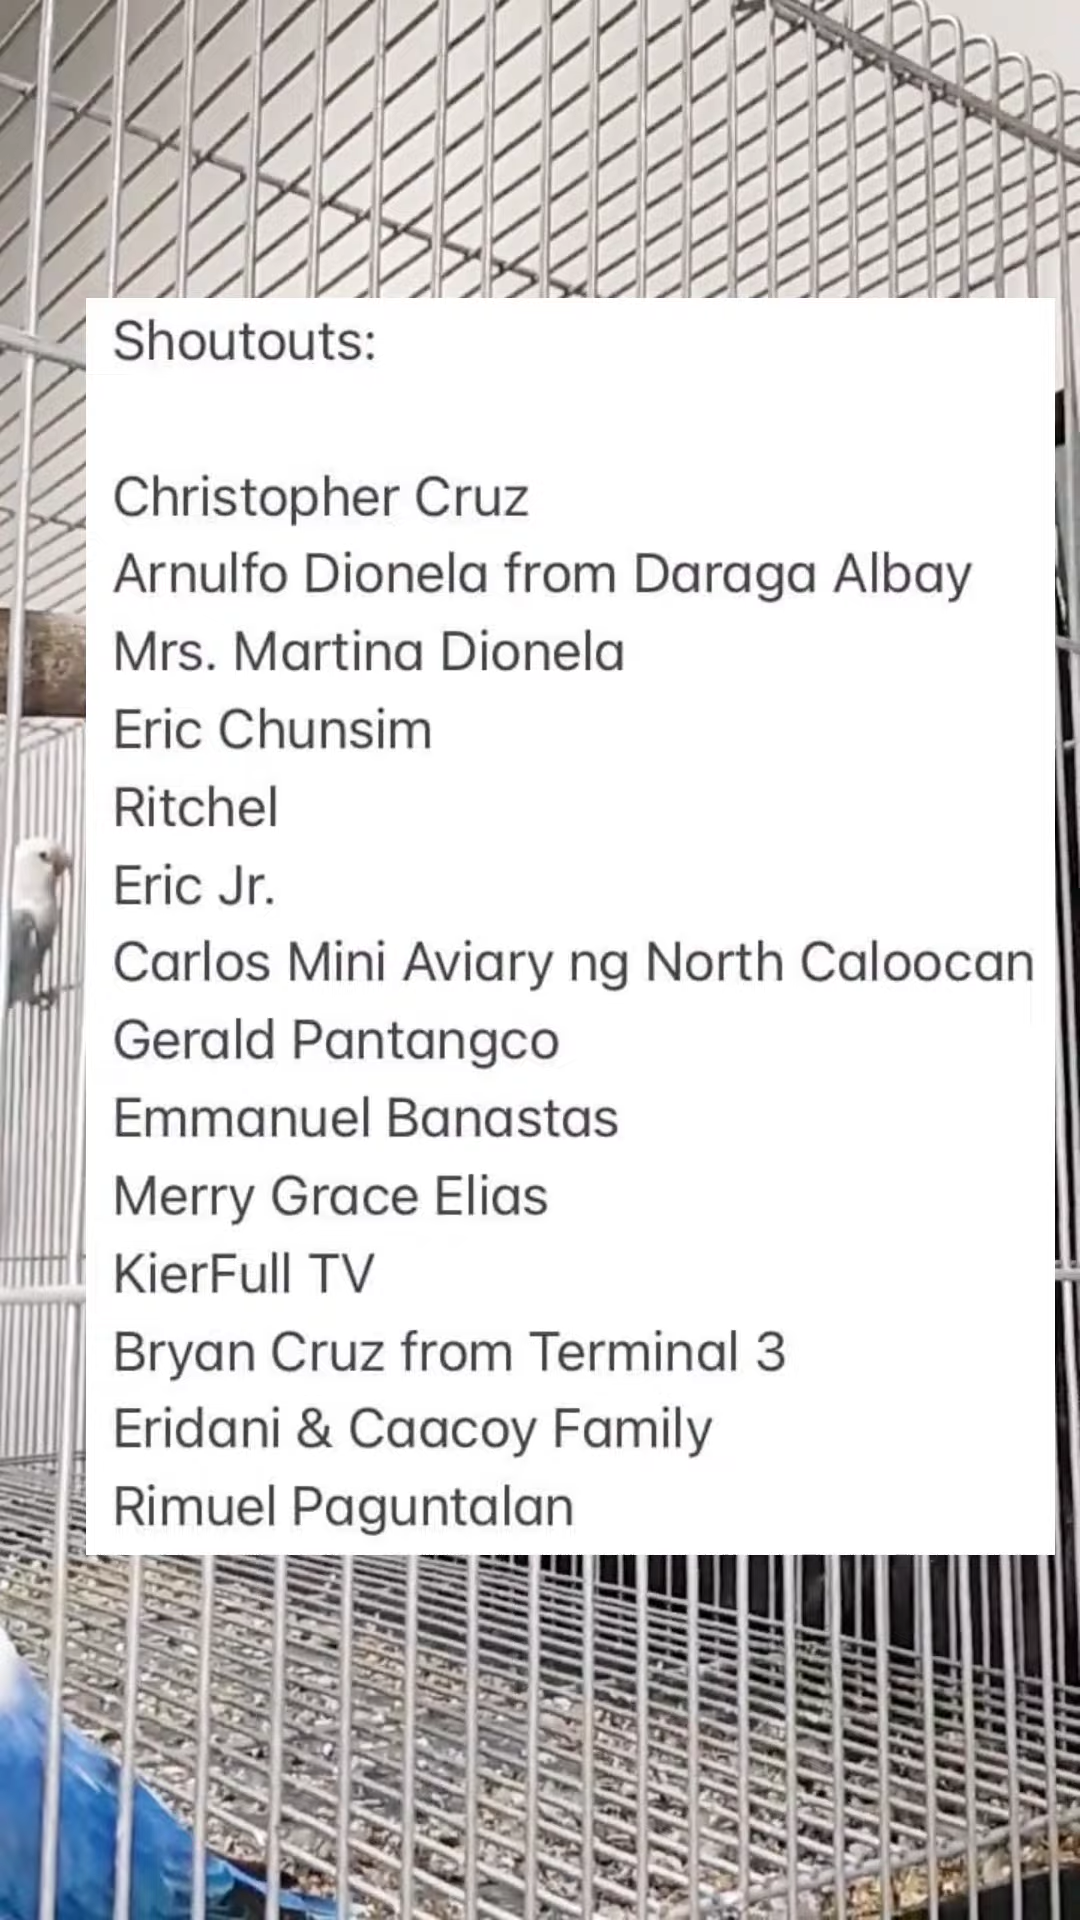 Shoutouts:
Christopher Cruz
Arnulfo Dionela from Daraga Albay
Mrs. Martina Dionela
Eric Chunsim
Ritchel
Eric Jr.
Carlos Mini Aviary ng North Caloocan
Gerald Pantangco
Emmanuel Banastas
Merry Grace Elias
KierFull TV
Bryan Cruz from Terminal 3
Eridani & Caacoy Family
Rimuel Paguntalan